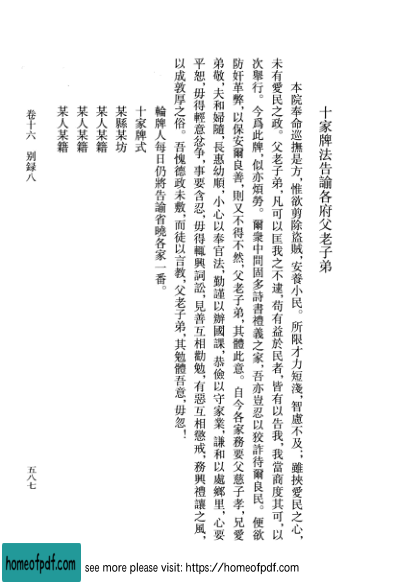 十家牌法告諭各府父老子弟
本院奉命巡撫是方，惟欲剪除盜賊，安養小民。所限才力短淺，智慮不及；雖挾愛民之心，
未有愛民之政。父老子弟，凡可以匡我之不逮，苟有益於民者，皆有以告我，我當商度其可，以
次舉行。今爲此牌，似亦煩勞。爾衆中間固多詩書禮義之家，吾亦豈忍以狡詐待爾良民。便欲
防奸革弊，以保安爾良善，則又不得不然，父老子弟，其體此意。自今各家務要父慈子孝，兄愛
弟敬，夫和婦隨，長惠幼順，小心以奉官法，勤謹以辦國課，恭儉以守家業，謙和以處鄉里，心要
平恕，毋得輕意忿爭，事要含忍，毋得輒興詞訟，見善互相勸勉，有惡互相懲戒，務興禮讓之風，
以成敦厚之俗。吾愧德政未敷，而徒以言教，父老子弟，其勉體吾意，毋忽！
輪牌人每日仍將告諭省曉各家一番。
十家牌式
某縣某坊
某人某籍
某人某籍
某人某籍
卷十六　別錄八
五八七
homeofpdf.com
see more please visit: https://homeofpdf.com